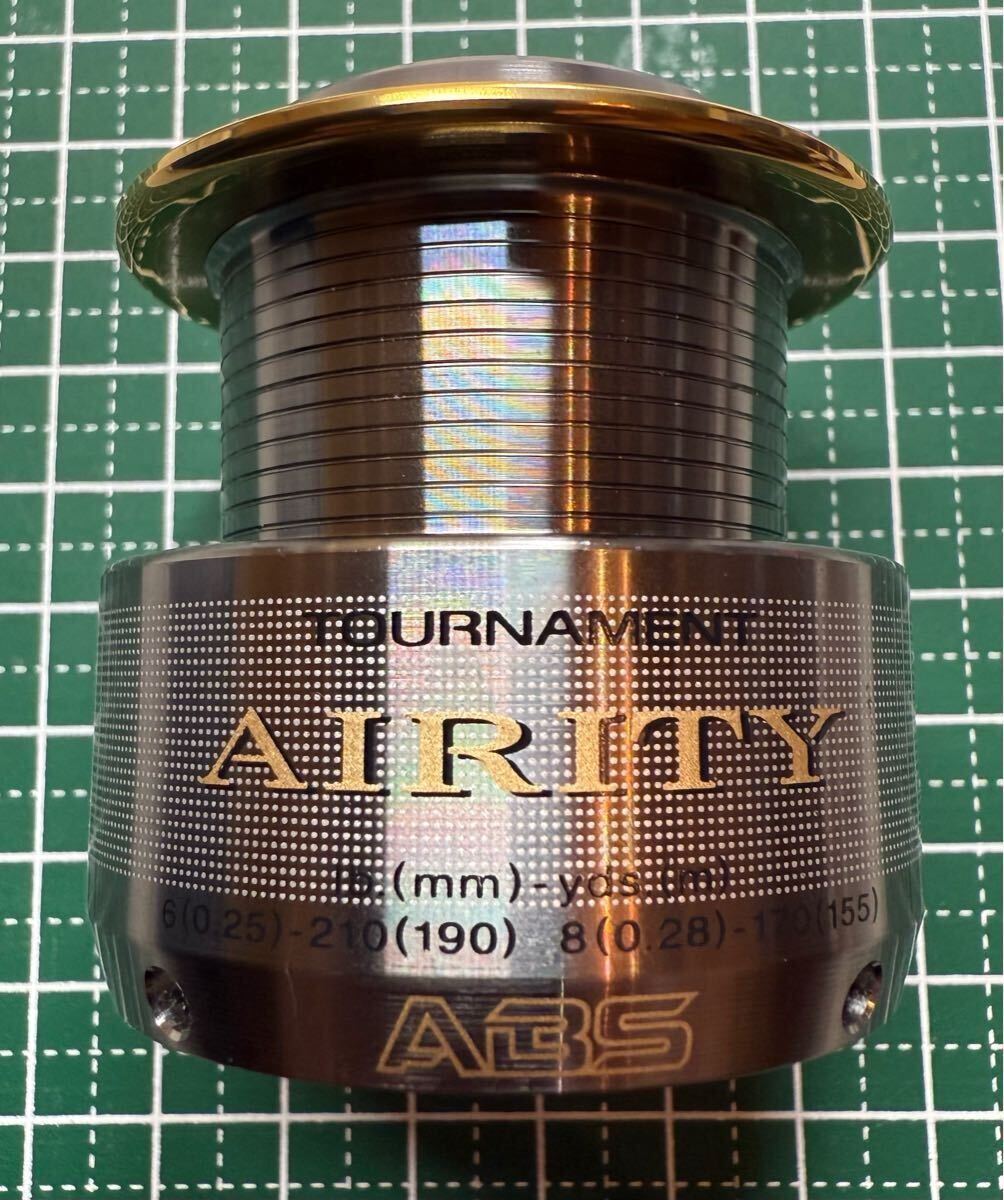 TOURNAMENT
AIRITY
lb.(mm)-yds.(m)
6(0.25)-210(190) 8(0.28)-170(155)
ABS